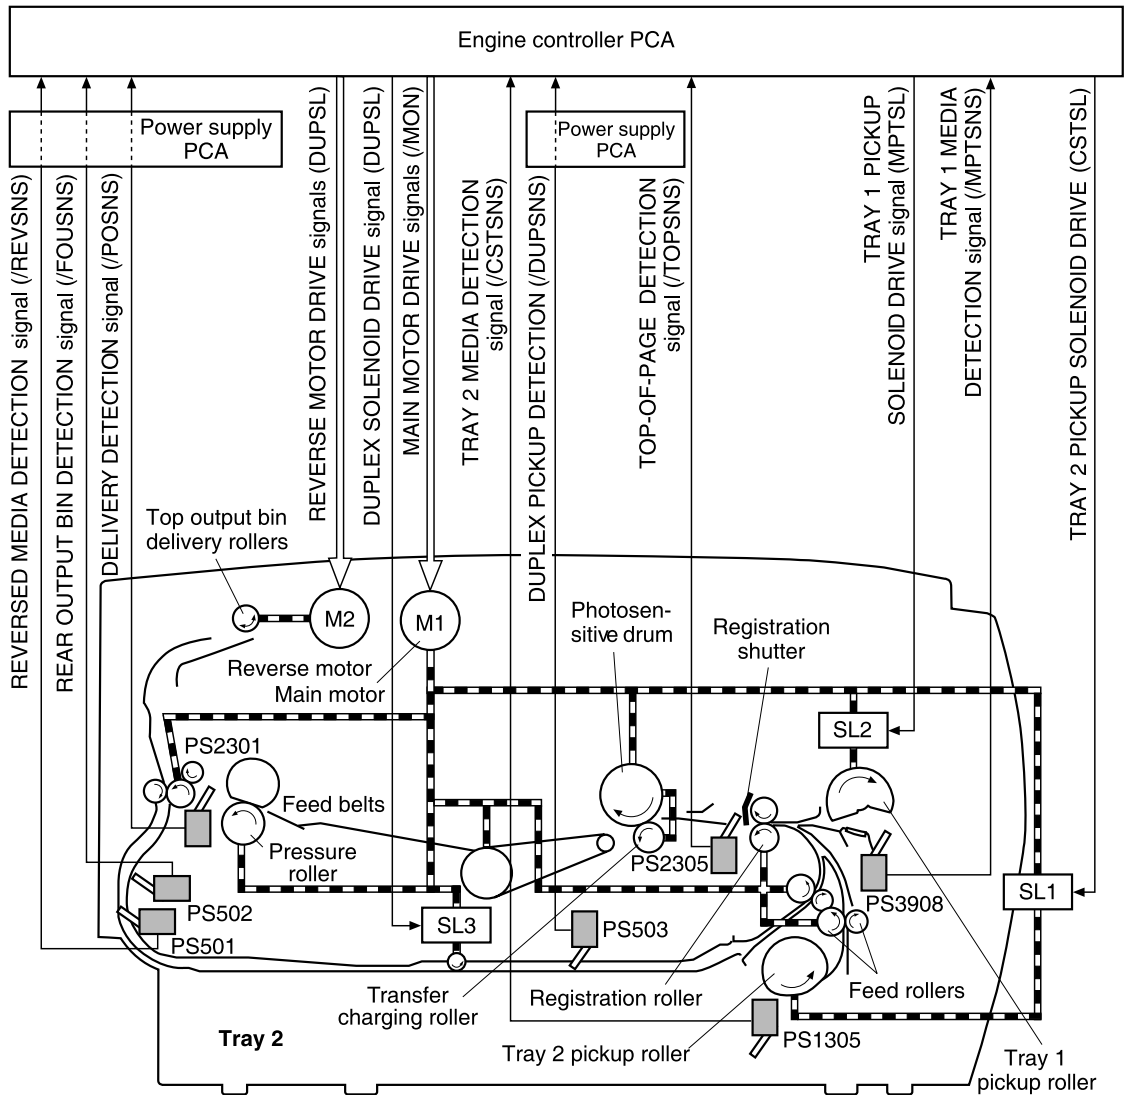 Engine controller PCA
Power supply
PCA
Power supply
PCA
REVERSED MEDIA DETECTION signal (/REVSNS)
REAR OUTPUT BIN DETECTION signal (/FOUSNS)
DELIVERY DETECTION signal (/POSNS)
REVERSE MOTOR DRIVE signals (DUPSL)
DUPLEX SOLENOID DRIVE signal (DUPSL)
MAIN MOTOR DRIVE signals (/MON)
TRAY 2 MEDIA DETECTION
signal (/CSTSNS)
DUPLEX PICKUP DETECTION (/DUPSNS)
TOP-OF-PAGE DETECTION
signal (/TOPSNS)
TRAY 1 PICKUP
SOLENOID DRIVE signal (MPTSL)
TRAY 1 MEDIA
DETECTION signal (/MPTSNS)
TRAY 2 PICKUP SOLENOID DRIVE (CSTSL)
Top output bin
delivery rollers
M2
M1
Reverse motor
Main motor
Photosen-
sitive drum
Registration
shutter
SL2
PS2301
Feed belts
Pressure
roller
PS2305
PS3908
SL1
PS502
PS501
SL3
PS503
Transfer
charging roller
Registration roller
Feed rollers
Tray 2
Tray 2 pickup roller
PS1305
Tray 1
pickup roller